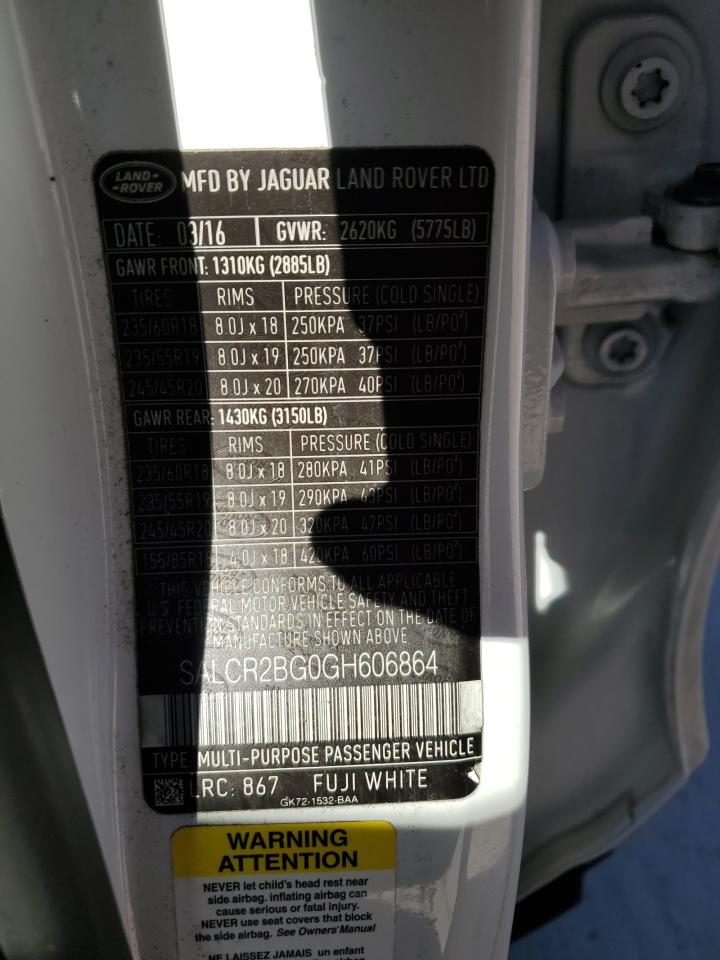 LAND-
-ROVER
MFD BY JAGUAR LAND ROVER LTD
DATE: 03/16 GVWR: 2620KG (5775LB)
GAWR FRONT: 1310KG (2885LB)
TIRES RIMS PRESSURE (COLD SINGLE)
235/60R18 8.0J x 18 250KPA 37PSI (LB/PO²)
235/55R19 8.0J x 19 250KPA 37PSI (LB/PO²)
245/45R20 8.0J x 20 270KPA 40PSI (LB/PO²)
GAWR REAR: 1430KG (3150LB)
TIRES RIMS PRESSURE (COLD SINGLE)
235/60R18 8.0J x 18 280KPA 41PSI (LB/PO²)
235/55R19 8.0J x 19 290KPA 43PSI (LB/PO²)
245/45R20 8.0J x 20 320KPA 47PSI (LB/PO²)
155/85R18 4.0J x 18 420KPA 60PSI (LB/PO²)
THIS VEHICLE CONFORMS TO ALL APPLICABLE
U.S FEDERAL MOTOR VEHICLE SAFETY AND THEFT
PREVENTION STANDARDS IN EFFECT ON THE DATE OF
MANUFACTURE SHOWN ABOVE
SALCR2BG0GH606864
TYPE: MULTI-PURPOSE PASSENGER VEHICLE
LRC: 867 FUJI WHITE
GK72-1532-BAA
WARNING
ATTENTION
NEVER let child's head rest near
side airbag. inflating airbag can
cause serious or fatal injury.
NEVER use seat covers that block
the side airbag. See Owners' Manual
NE LAISSEZ JAMAIS un enfant